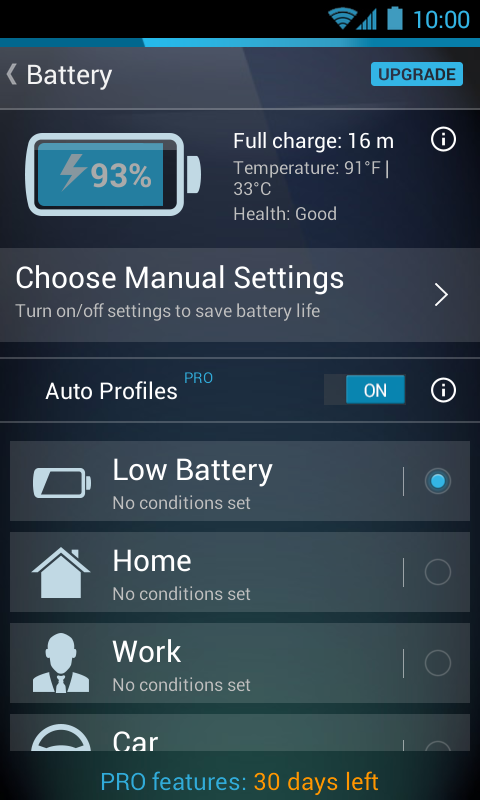 10:00
Battery
UPGRADE
93%
Full charge: 16 m
Temperature: 91°F |
33°C
Health: Good
Choose Manual Settings
Turn on/off settings to save battery life
Auto Profiles PRO
ON
Low Battery
No conditions set
Home
No conditions set
Work
No conditions set
Car
PRO features: 30 days left